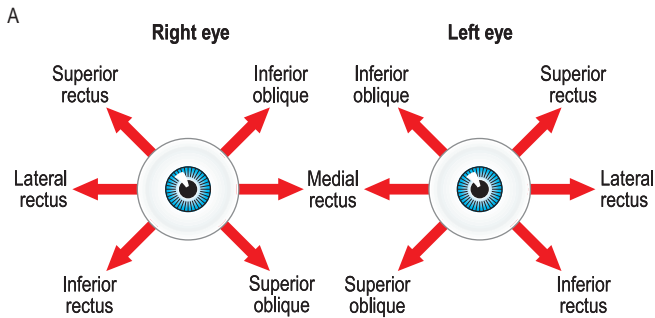 A
Right eye
Left eye
Superior
rectus
Inferior
oblique
Inferior
oblique
Superior
rectus
Lateral
rectus
Medial
rectus
Lateral
rectus
Inferior
rectus
Superior
oblique
Superior
oblique
Inferior
rectus